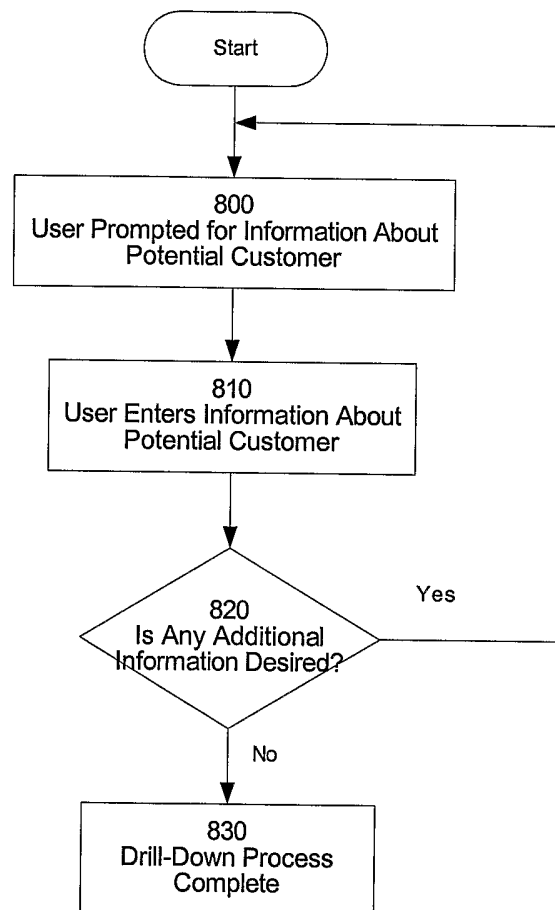 Start
800
User Prompted for Information About
Potential Customer
810
User Enters Information About
Potential Customer
820
Is Any Additional
Information Desired?
Yes
No
830
Drill-Down Process
Complete